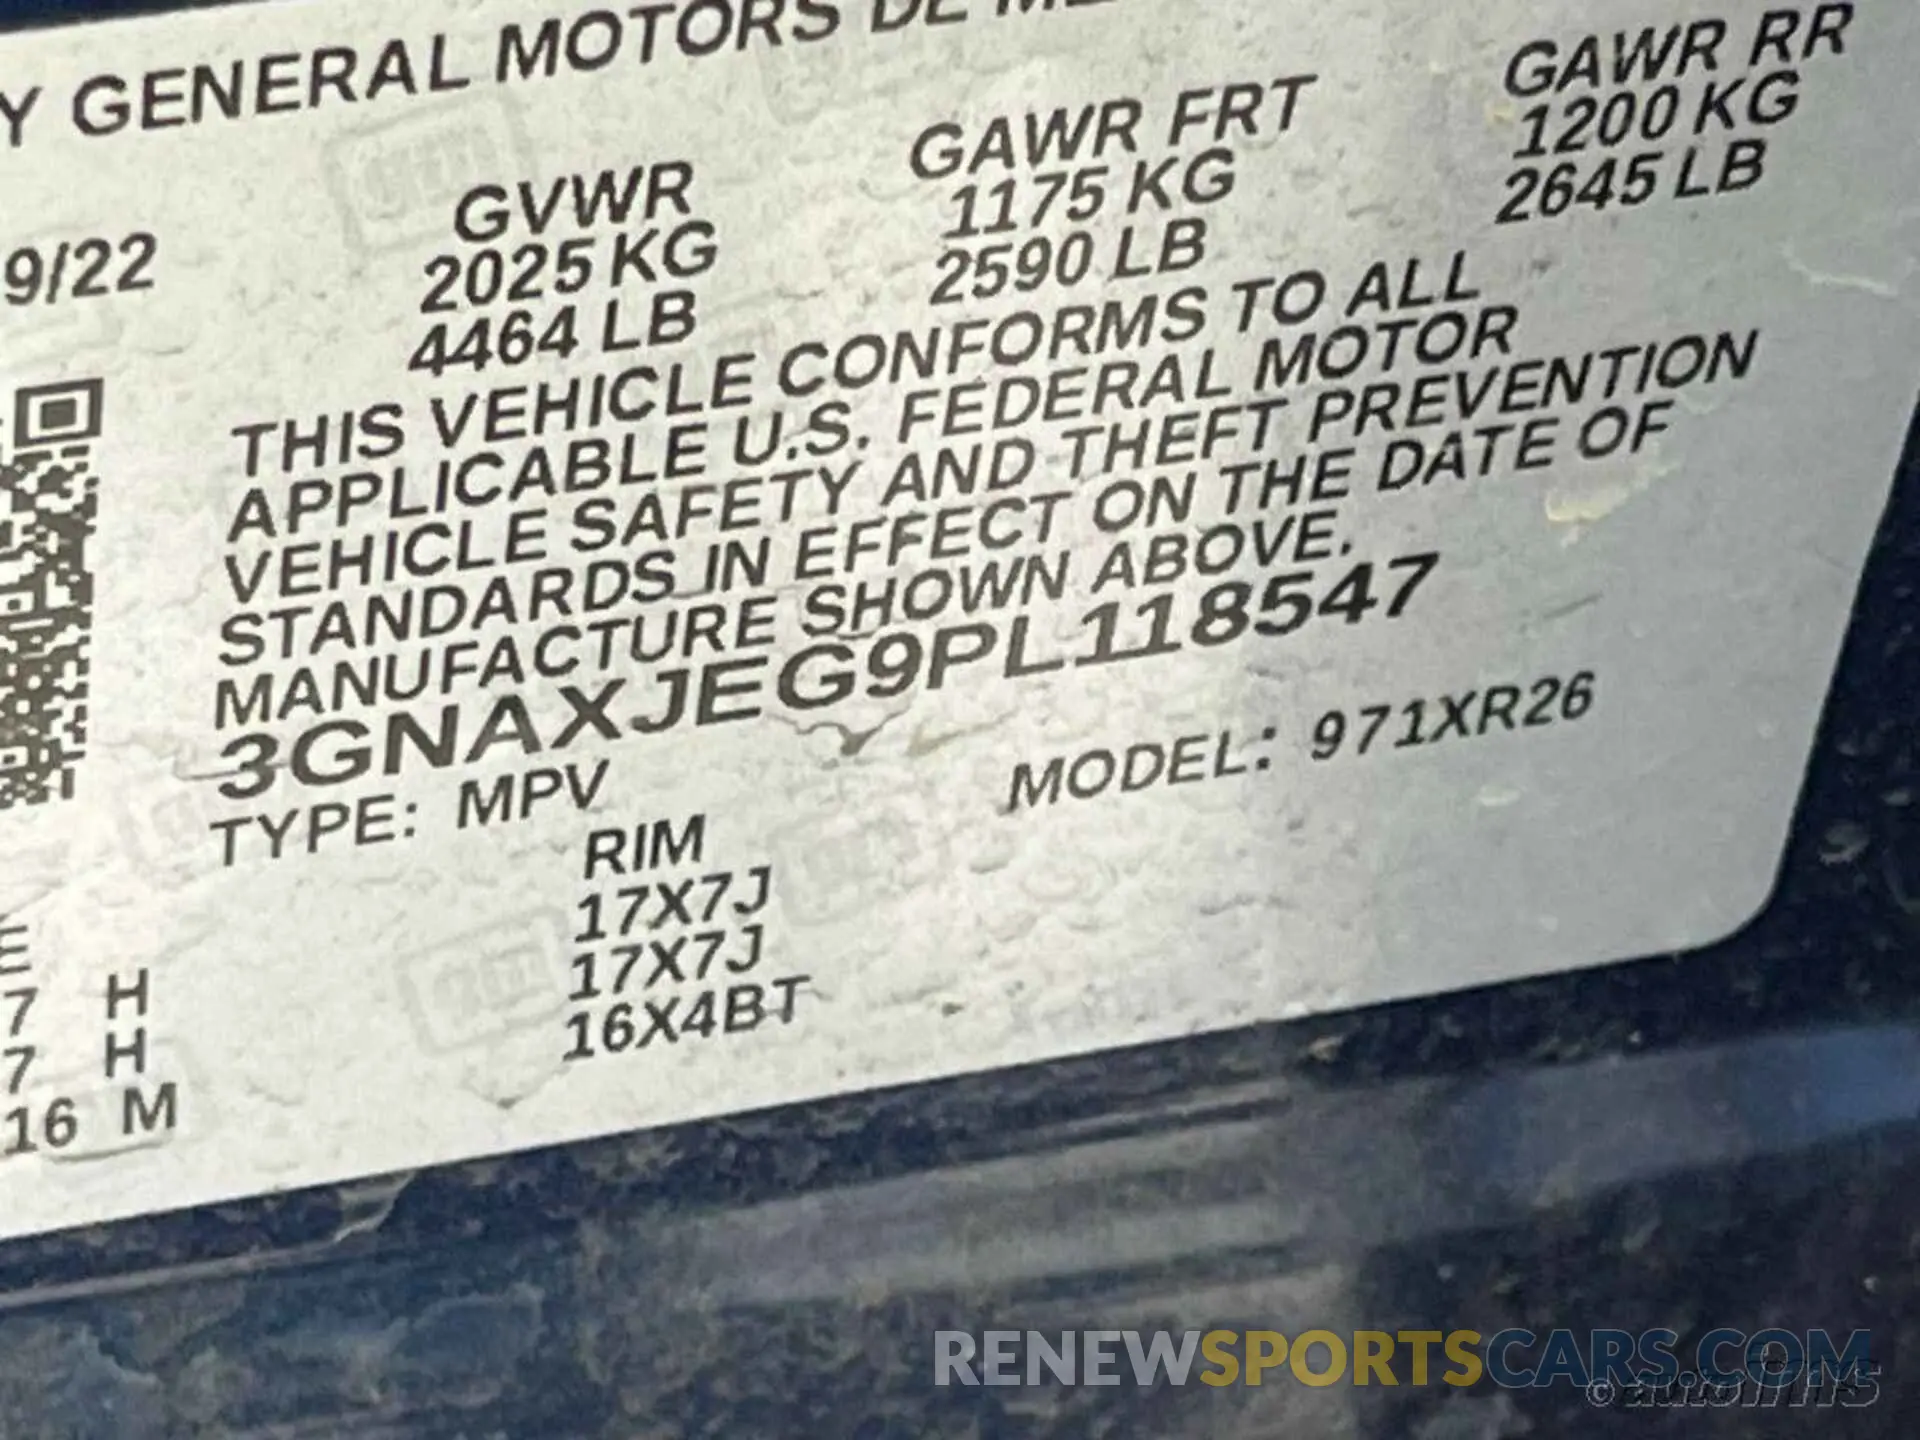 Y GENERAL MOTORS DE
9/22
GVWR
2025 KG
4464 LB
GAWR FRT
1175 KG
2590 LB
GAWR RR
1200 KG
2645 LB
THIS VEHICLE CONFORMS TO ALL
APPLICABLE U.S. FEDERAL MOTOR
VEHICLE SAFETY AND THEFT PREVENTION
STANDARDS IN EFFECT ON THE DATE OF
MANUFACTURE SHOWN ABOVE.
3GNAXJEG9PL118547
TYPE: MPV MODEL: 971XR26
E RIM
7 H 17X7J
7 H 17X7J
16 M 16X4BT
RENEWSPORTSCARS.COM